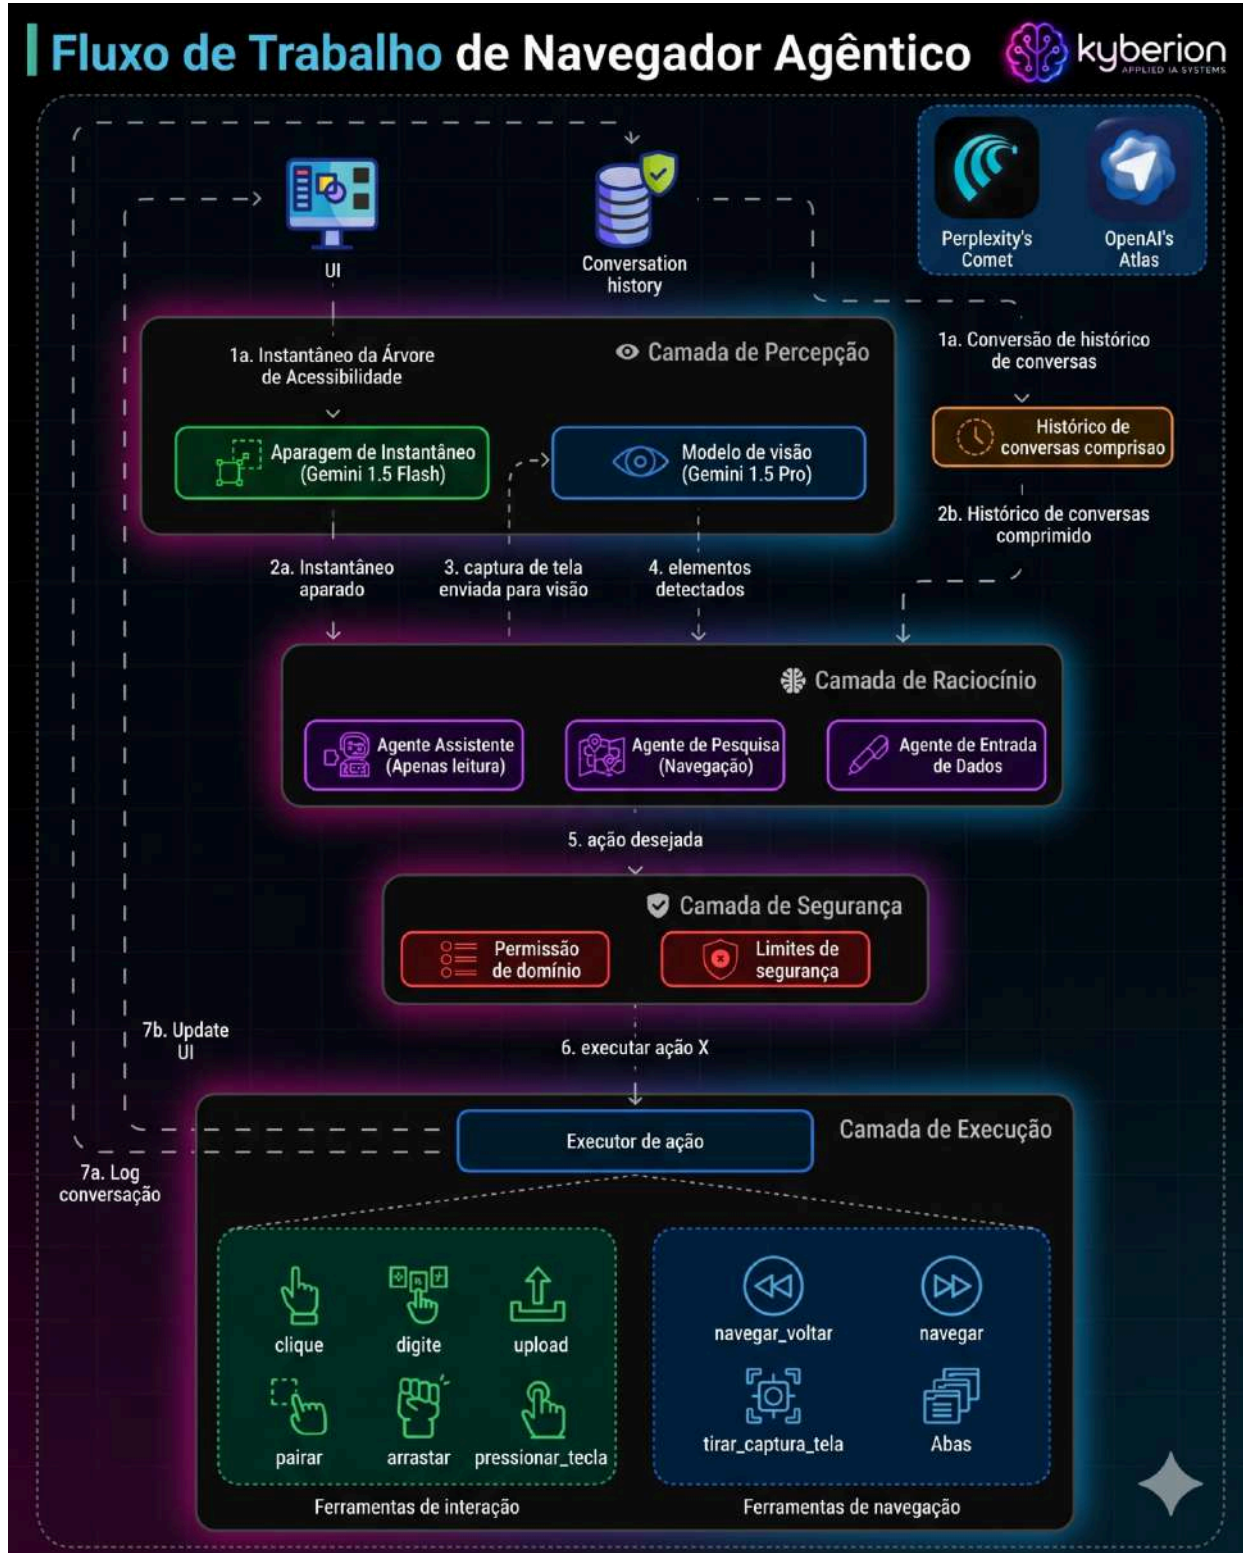 Fluxo de Trabalho de Navegador Agêntico
kyberion
APPLIED IA SYSTEMS
Perplexity's
Comet
OpenAI's
Atlas
UI
Conversation
history
1a. Instantâneo da Árvore
de Acessibilidade
Camada de Percepção
1a. Conversão de histórico
de conversas
Aparagem de Instantâneo
(Gemini 1.5 Flash)
Modelo de visão
(Gemini 1.5 Pro)
Histórico de
conversas comprisao
2b. Histórico de conversas
comprimido
2a. Instantâneo
aparado
3. captura de tela
enviada para visão
4. elementos
detectados
Camada de Raciocínio
Agente Assistente
(Apenas leitura)
Agente de Pesquisa
(Navegação)
Agente de Entrada
de Dados
5. ação desejada
Camada de Segurança
Permissão
de domínio
Limites de
segurança
7b. Update
UI
6. executar ação X
Executor de ação
Camada de Execução
7a. Log
conversação
clique
digite
upload
pairar
arrastar
pressionar_tecla
Ferramentas de interação
navegar_voltar
navegar
tirar_captura_tela
Abas
Ferramentas de navegação